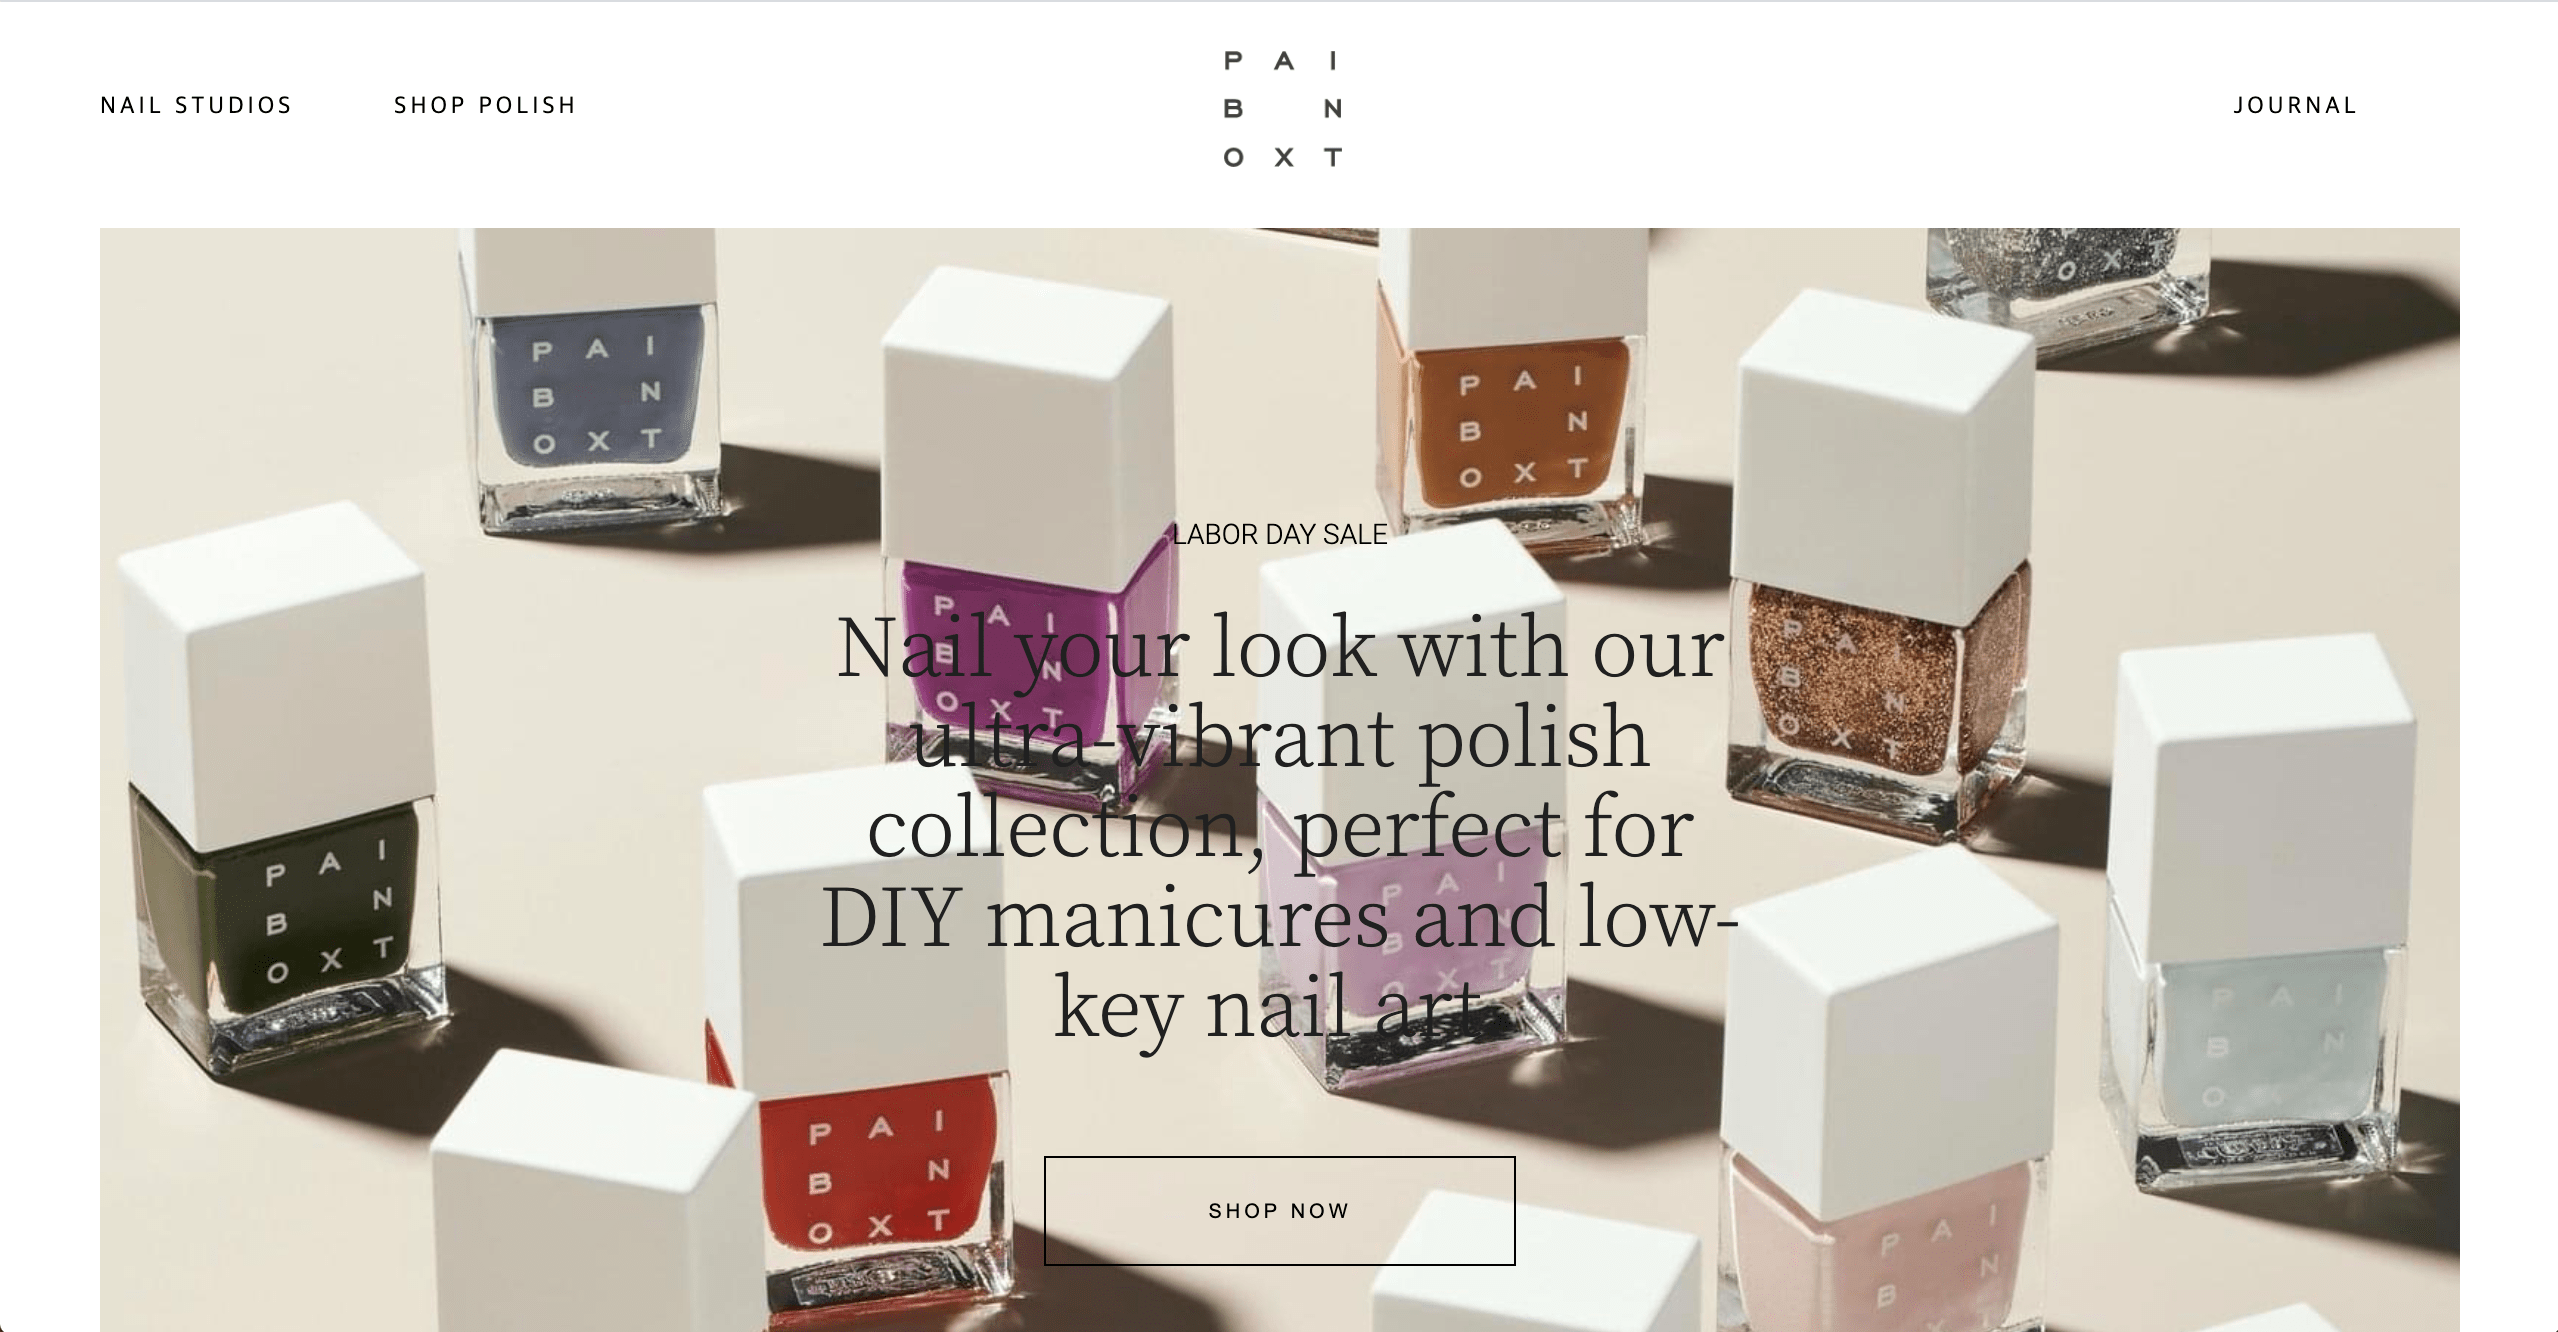 NAIL STUDIOS
SHOP POLISH
P A I
B N
O X T
JOURNAL
O X
P A I
B N
O X T
P A I
B N
O X T
LABOR DAY SALE
P A I
B N
O X T
Nail your look with our
ultra-vibrant polish
collection, perfect for
DIY manicures and low-
key nail art
P A I
B N
O X T
P A I
B N
O X T
P A I
B N
O X T
P A I
B N
O
P A I
B N
O X T
SHOP NOW
P A I
B N
X T